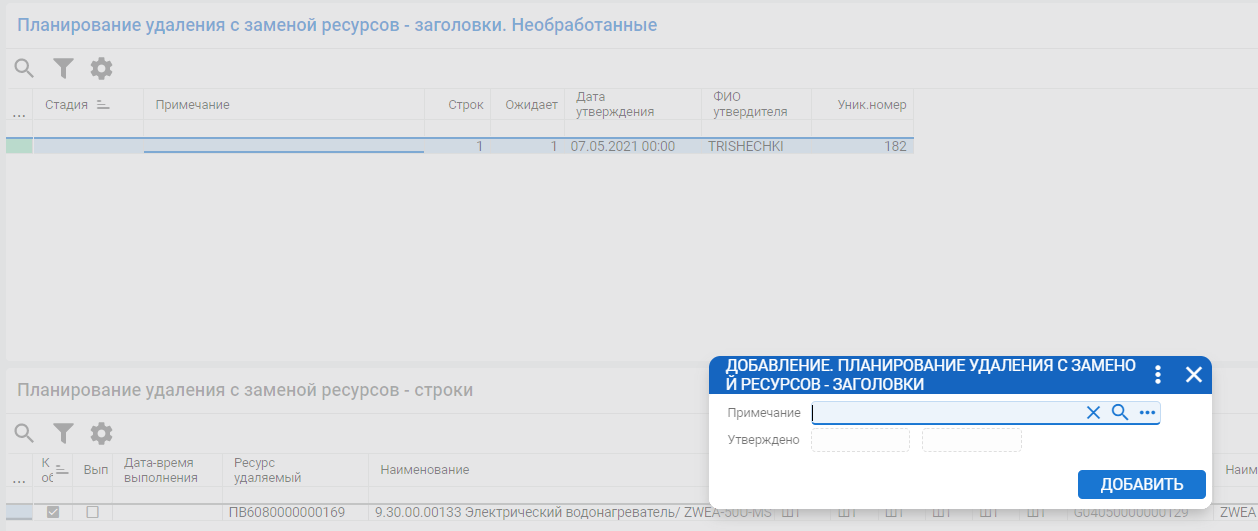 Планирование удаления с заменой ресурсов - заголовки. Необработанные
... Стадия Примечание Строк Ожидает Дата утверждения ФИО утвердителя Уник.номер
1 1 07.05.2021 00:00 TRISHECHKI 182
ДОБАВЛЕНИЕ. ПЛАНИРОВАНИЕ УДАЛЕНИЯ С ЗАМЕНО
Й РЕСУРСОВ - ЗАГОЛОВКИ
Примечание
Утверждено
ДОБАВИТЬ
Планирование удаления с заменой ресурсов - строки
... К об Вып Дата-время выполнения Ресурс удаляемый Наименование Наим
ПВ6080000000169 9.30.00.00133 Электрический водонагреватель/ ZWEA-500-MS ШТ ШТ ШТ ШТ ШТ ШТ G04050000000129 ZWEA-